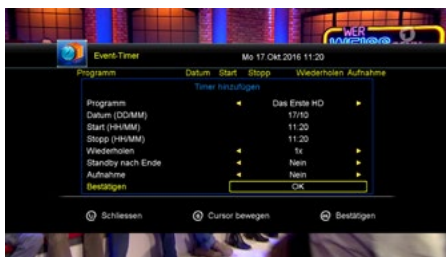 WER
WEISS
Event-Timer Mo 17.Okt.2016 11:20
Programm Datum Start Stopp Wiederholen Aufnahme
Timer hinzufügen
Programm Das Erste HD
Datum (DD/MM) 17/10
Start (HH/MM) 11:20
Stopp (HH/MM) 11:20
Wiederholen 1x
Standby nach Ende Nein
Aufnahme Nein
Bestätigen OK
Schliessen Cursor bewegen Bestätigen